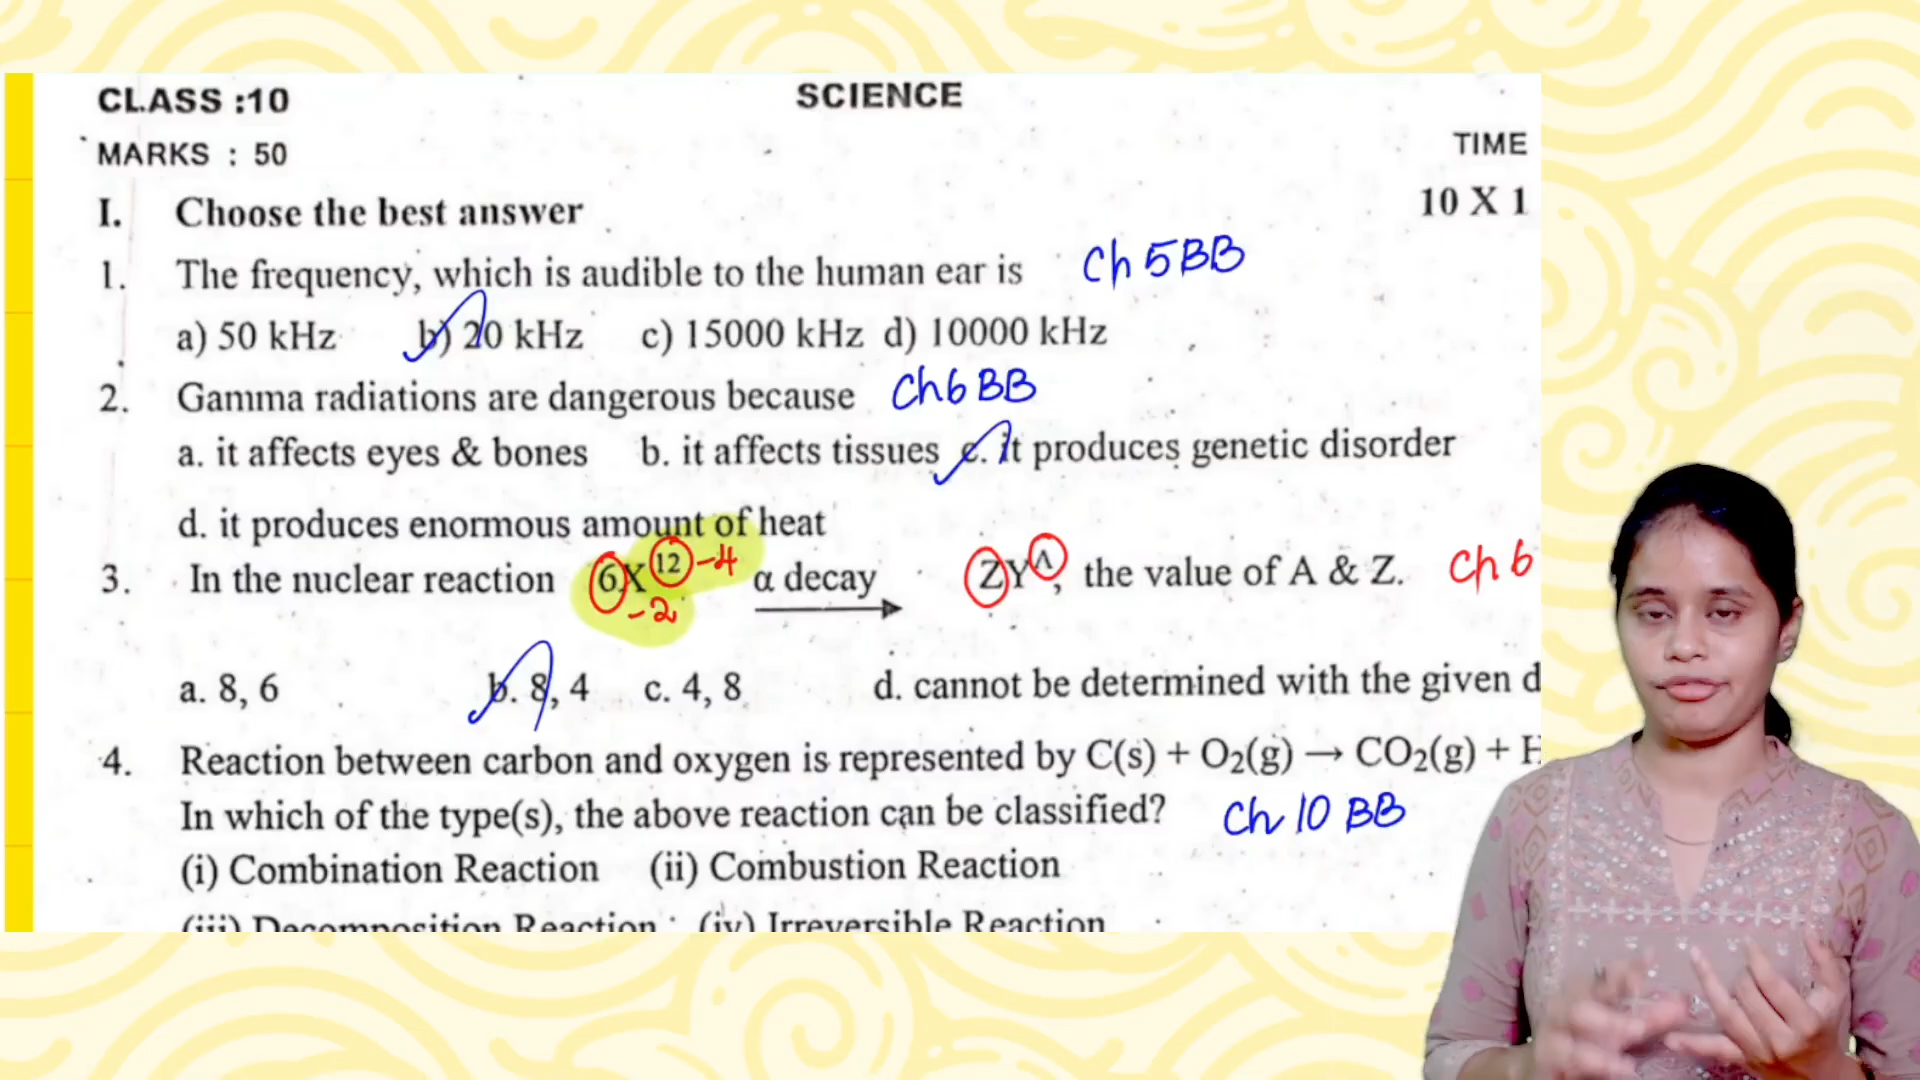 CLASS :10 SCIENCE
MARKS : 50 TIME
I. Choose the best answer 10 X 1
1. The frequency, which is audible to the human ear is Ch 5 BB
a) 50 kHz b) 20 kHz c) 15000 kHz d) 10000 kHz
2. Gamma radiations are dangerous because Ch 6 BB
a. it affects eyes & bones b. it affects tissues c. it produces genetic disorder
d. it produces enormous amount of heat
3. In the nuclear reaction 6X12 -4 -2 α decay ZYA, the value of A & Z. Ch 6
a. 8, 6 b. 8, 4 c. 4, 8 d. cannot be determined with the given d
4. Reaction between carbon and oxygen is represented by C(s) + O2(g) → CO2(g) + H
In which of the type(s), the above reaction can be classified? Ch 10 BB
(i) Combination Reaction (ii) Combustion Reaction
(iii) Decomposition Reaction (iv) Irreversible Reaction